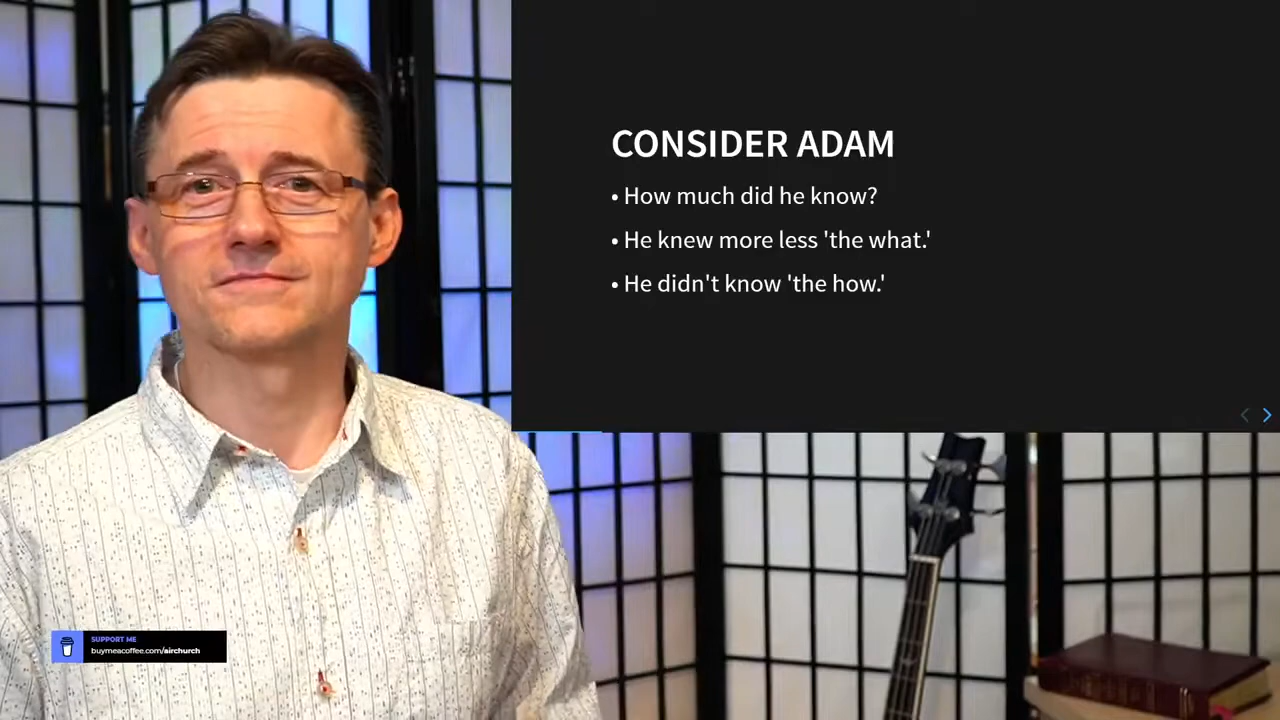 CONSIDER ADAM
• How much did he know?
• He knew more less 'the what.'
• He didn't know 'the how.'
SUPPORT ME
buymeacoffee.com/airchurch